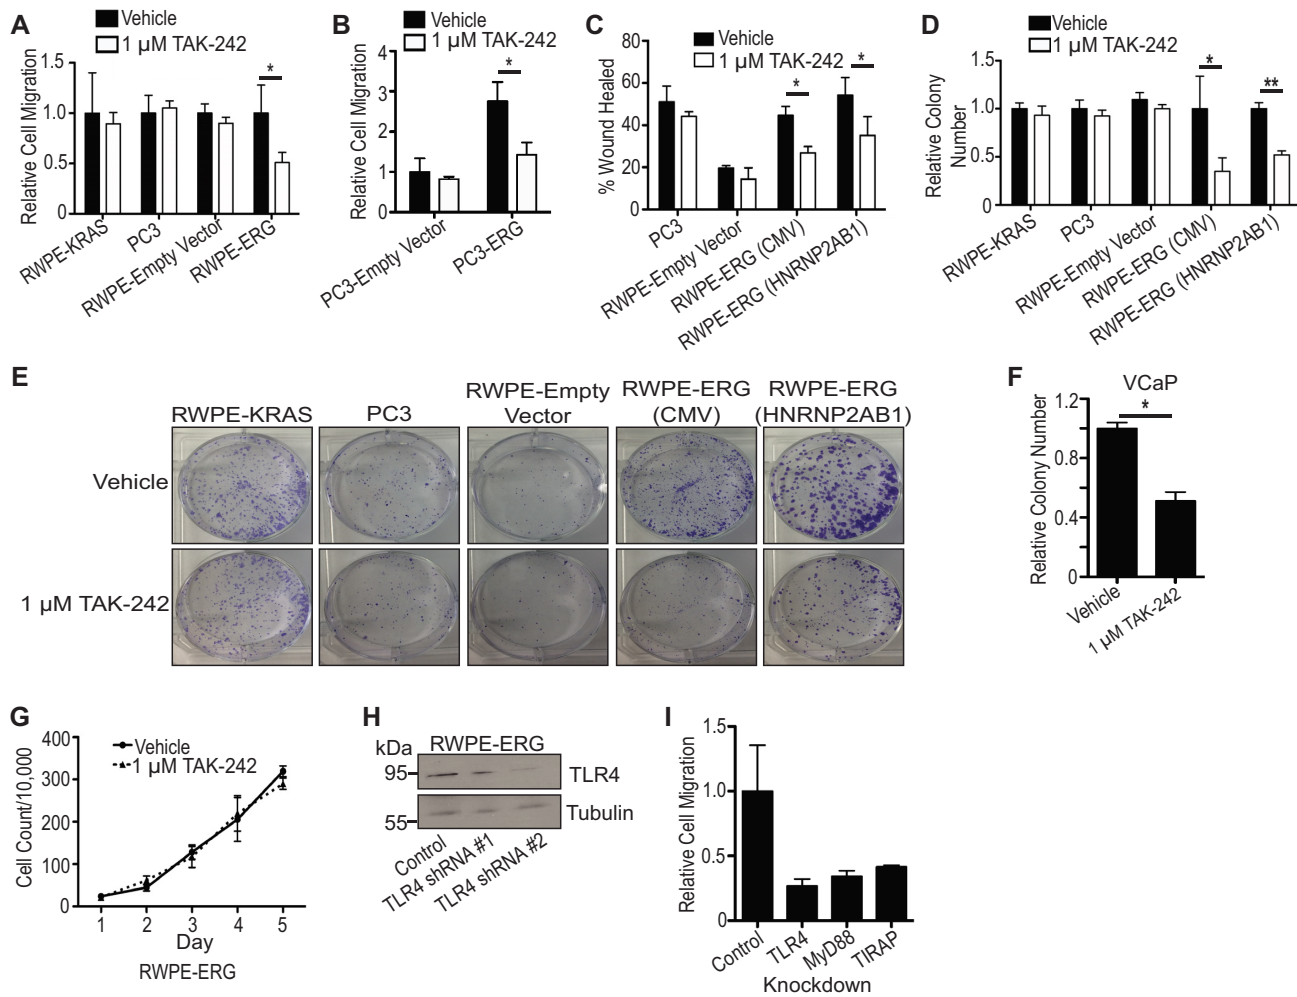 A
Vehicle
1 µM TAK-242
Relative Cell Migration
1.5
1.0
0.5
0
*
RWPE-KRAS
PC3
RWPE-Empty Vector
RWPE-ERG
B
Vehicle
1 µM TAK-242
Relative Cell Migration
4
3
2
1
0
*
PC3-Empty Vector
PC3-ERG
C
Vehicle
1 µM TAK-242
% Wound Healed
80
60
40
20
0
*
*
PC3
RWPE-Empty Vector
RWPE-ERG (CMV)
RWPE-ERG (HNRNP2AB1)
D
Vehicle
1 µM TAK-242
Relative Colony
Number
1.5
1.0
0.5
0
*
**
RWPE-KRAS
PC3
RWPE-Empty Vector
RWPE-ERG (CMV)
RWPE-ERG (HNRNP2AB1)
E
RWPE-KRAS
PC3
RWPE-Empty
Vector
RWPE-ERG
(CMV)
RWPE-ERG
(HNRNP2AB1)
Vehicle
1 µM TAK-242
F
VCaP
*
Relative Colony Number
1.2
0.8
0.4
0
Vehicle
1 µM TAK-242
G
Vehicle
1 µM TAK-242
Cell Count/10,000
400
300
200
100
0
1 2 3 4 5
Day
RWPE-ERG
H
kDa
RWPE-ERG
95
TLR4
55
Tubulin
Control
TLR4 shRNA #1
TLR4 shRNA #2
I
Relative Cell Migration
1.5
1.0
0.5
0
Control
TLR4
MyD88
TIRAP
Knockdown